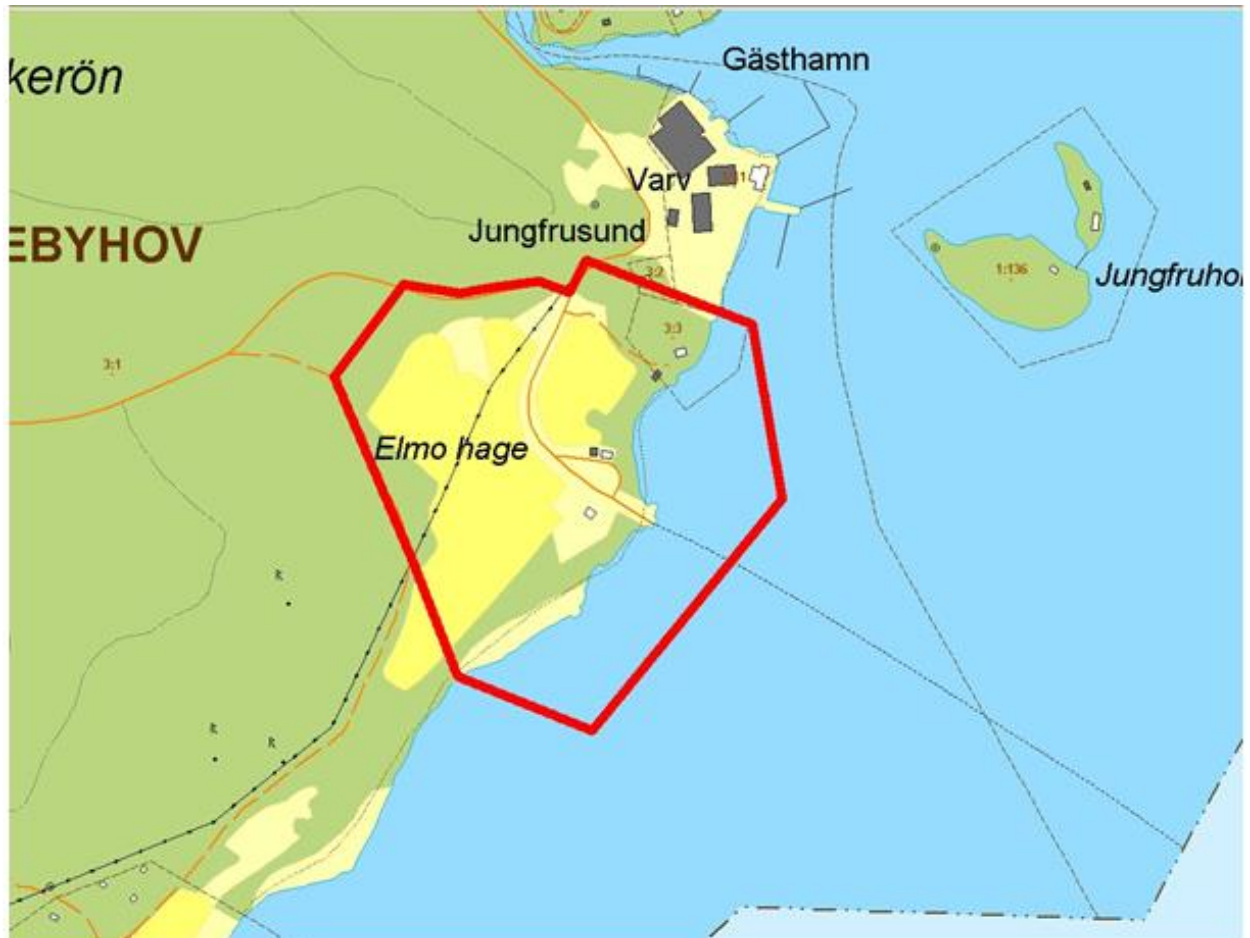 Gästhamn
kerön
Varv
Jungfrusund
EBYHOV
3:2
1:136
Jungfruhol
3:3
3:1
Elmo hage
R
R
R